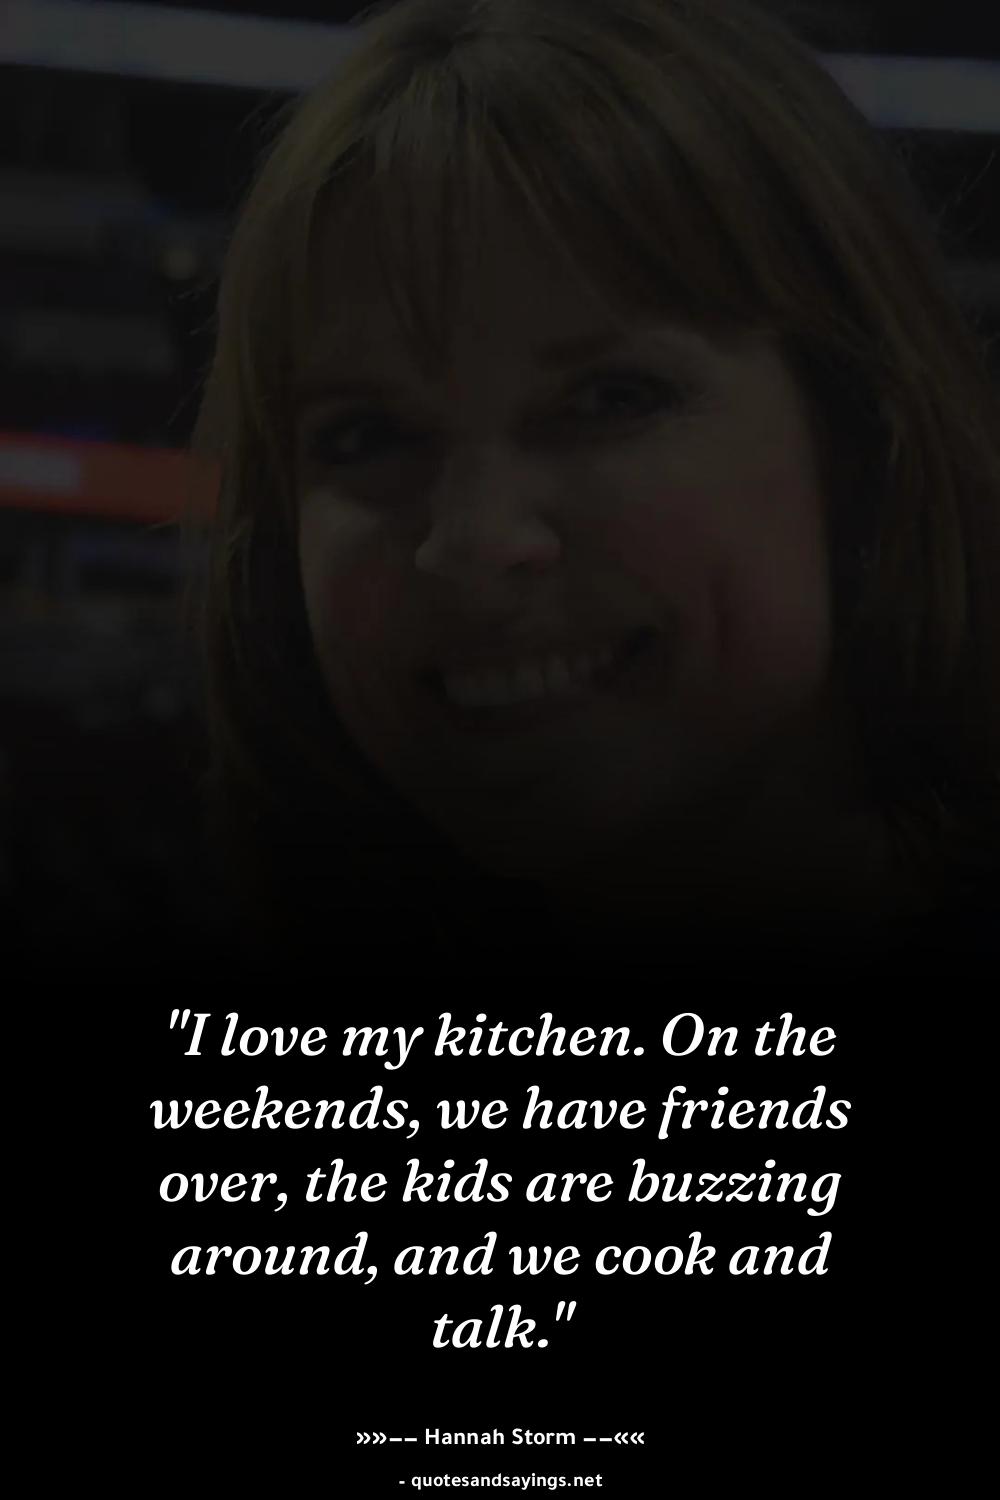 "I love my kitchen. On the
weekends, we have friends
over, the kids are buzzing
around, and we cook and
talk."
»»–– Hannah Storm ––««
- quotesandsayings.net